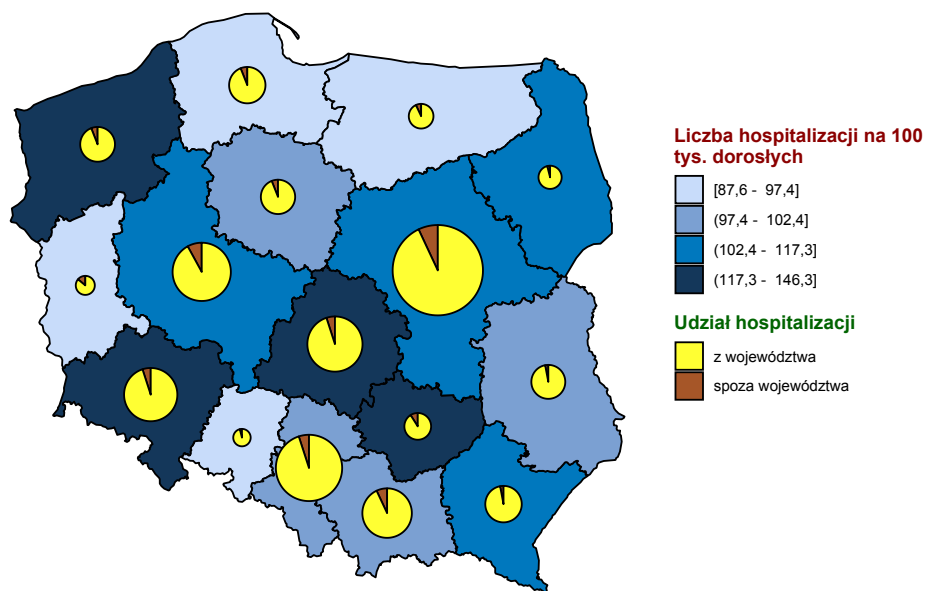 Liczba hospitalizacji na 100
tys. dorosłych
[87,6 - 97,4]
(97,4 - 102,4]
(102,4 - 117,3]
(117,3 - 146,3]
Udział hospitalizacji
z województwa
spoza województwa